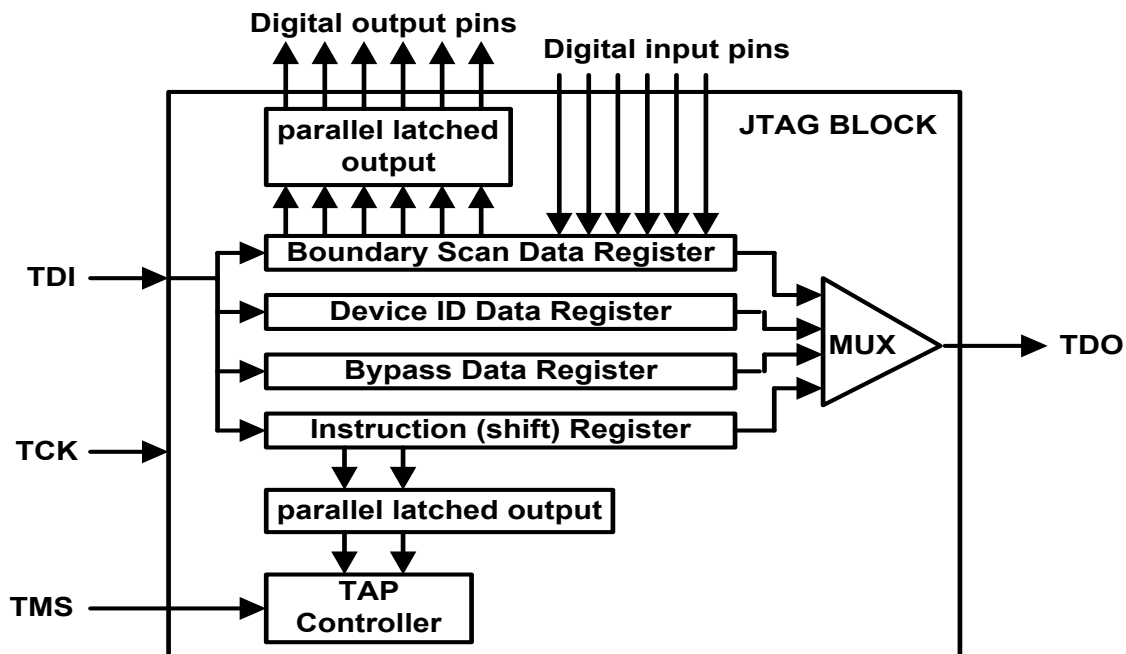 Digital output pins
Digital input pins
JTAG BLOCK
parallel latched
output
Boundary Scan Data Register
TDI
Device ID Data Register
MUX
TDO
Bypass Data Register
Instruction (shift) Register
TCK
parallel latched output
TMS
TAP
Controller